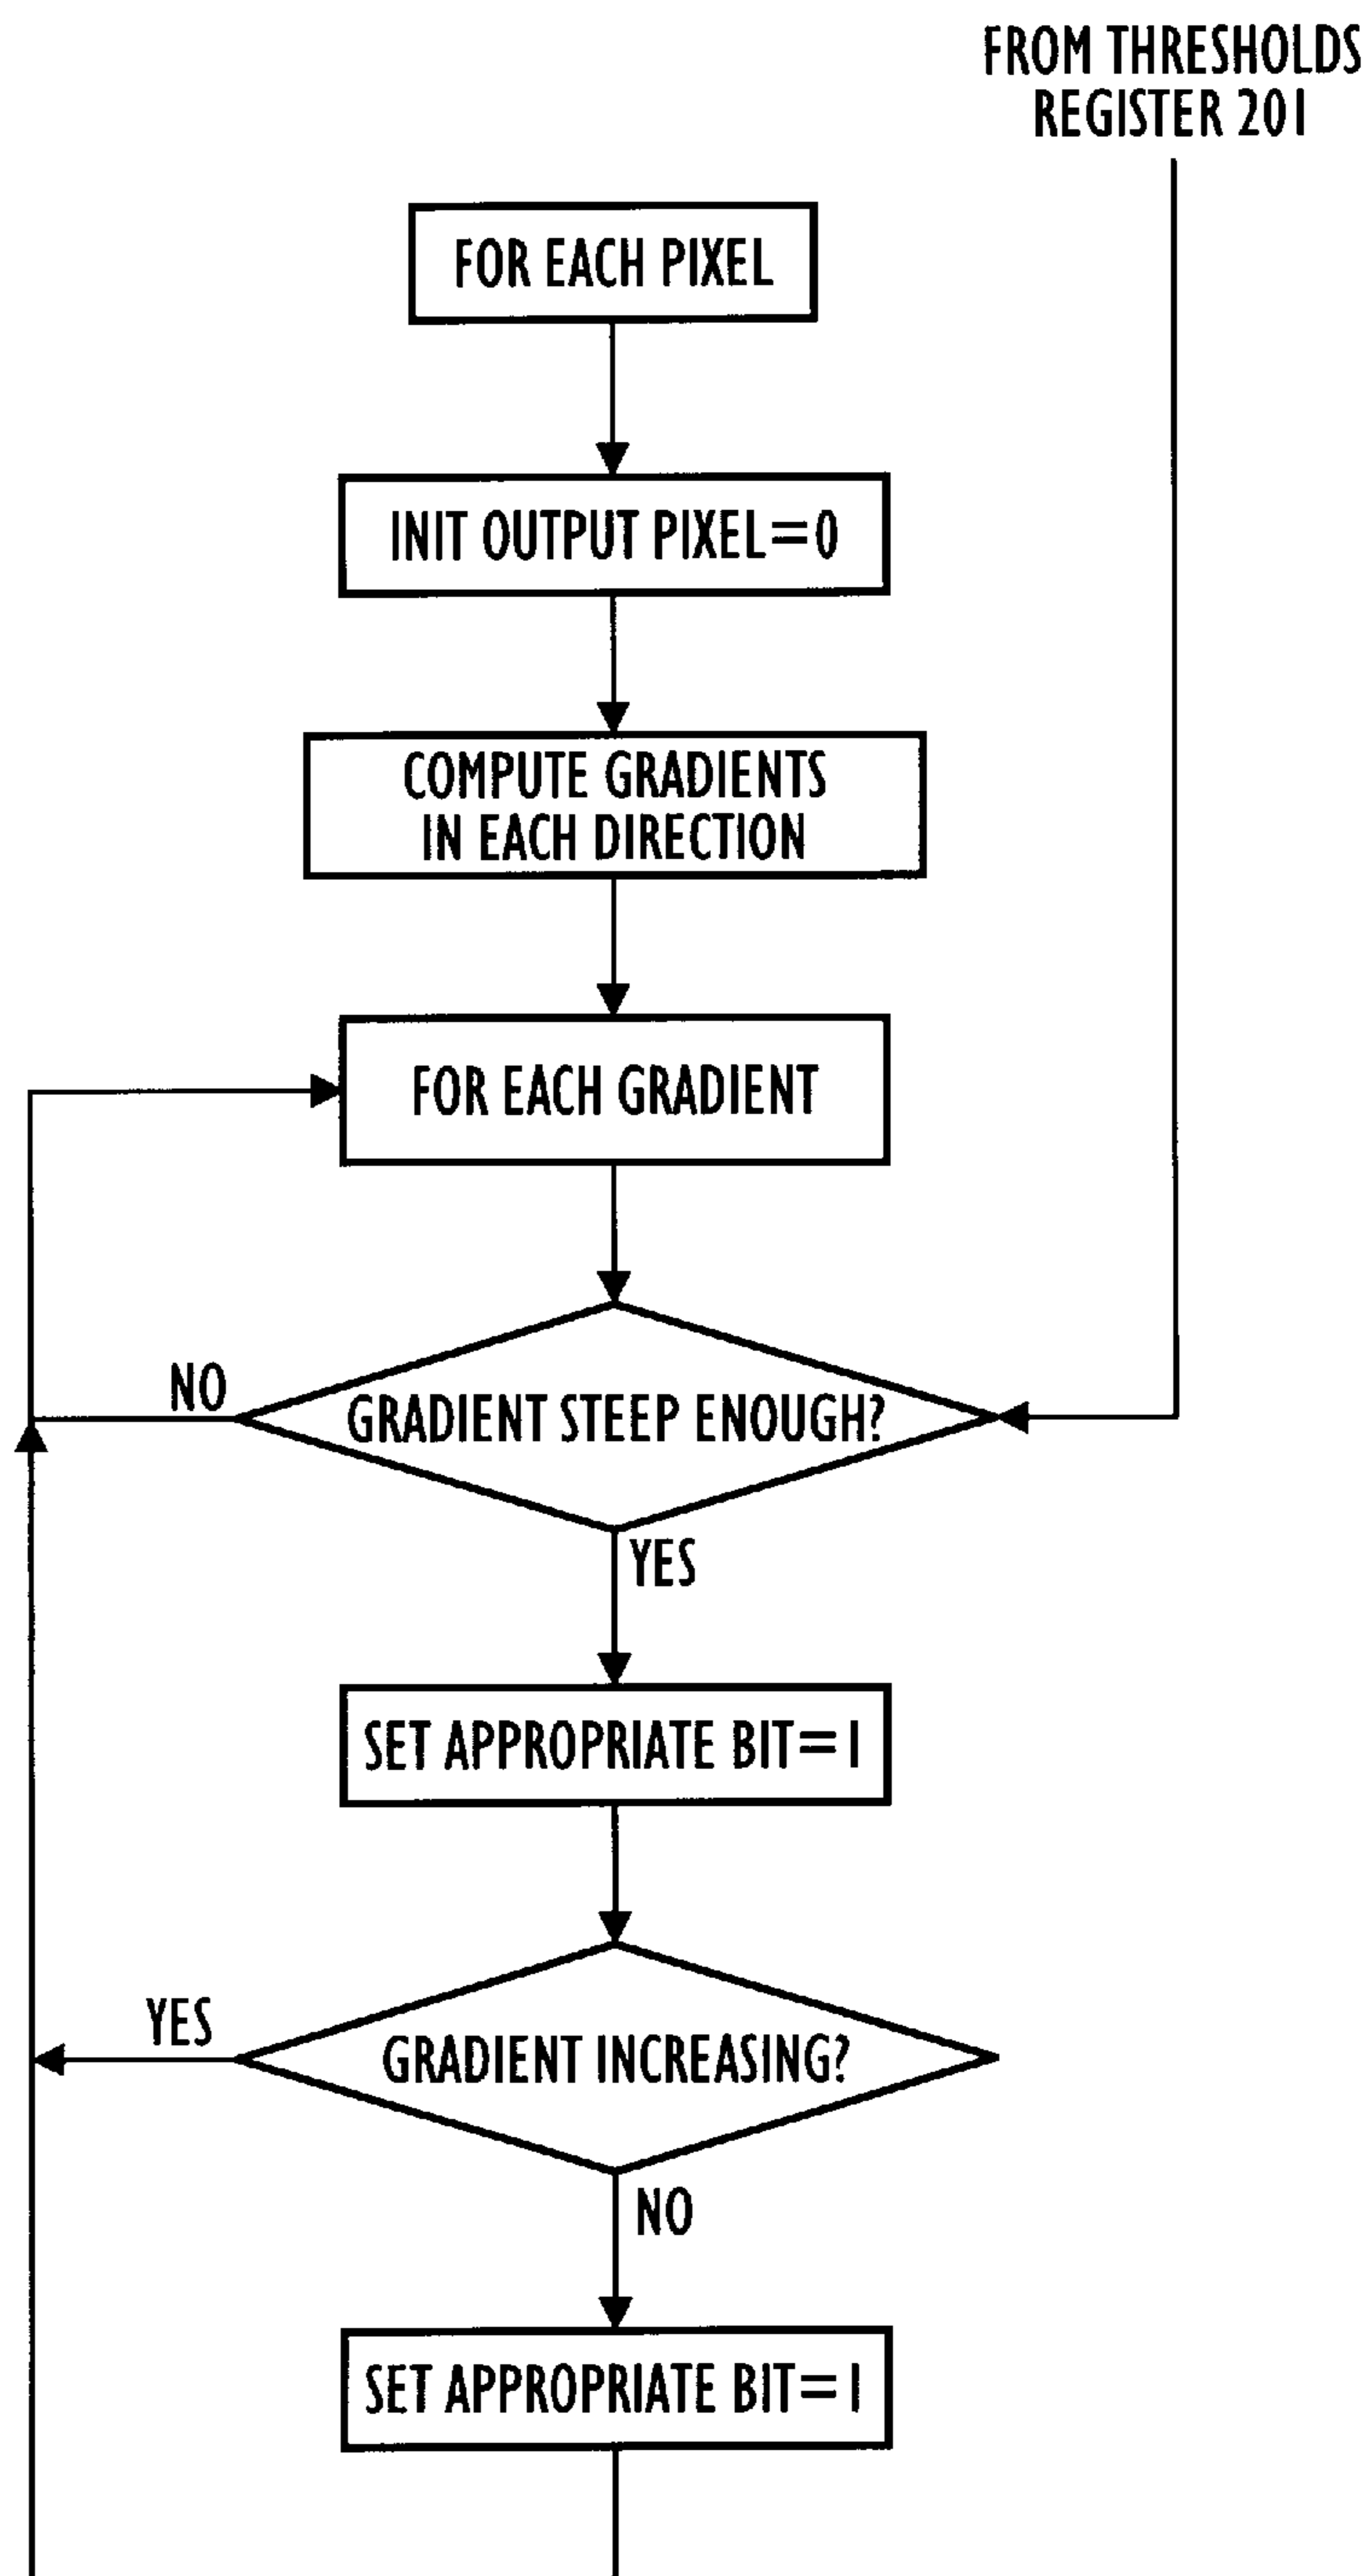 FROM THRESHOLDS
REGISTER 201
FOR EACH PIXEL
INIT OUTPUT PIXEL=0
COMPUTE GRADIENTS
IN EACH DIRECTION
FOR EACH GRADIENT
NO
GRADIENT STEEP ENOUGH?
YES
SET APPROPRIATE BIT=1
YES
GRADIENT INCREASING?
NO
SET APPROPRIATE BIT=1